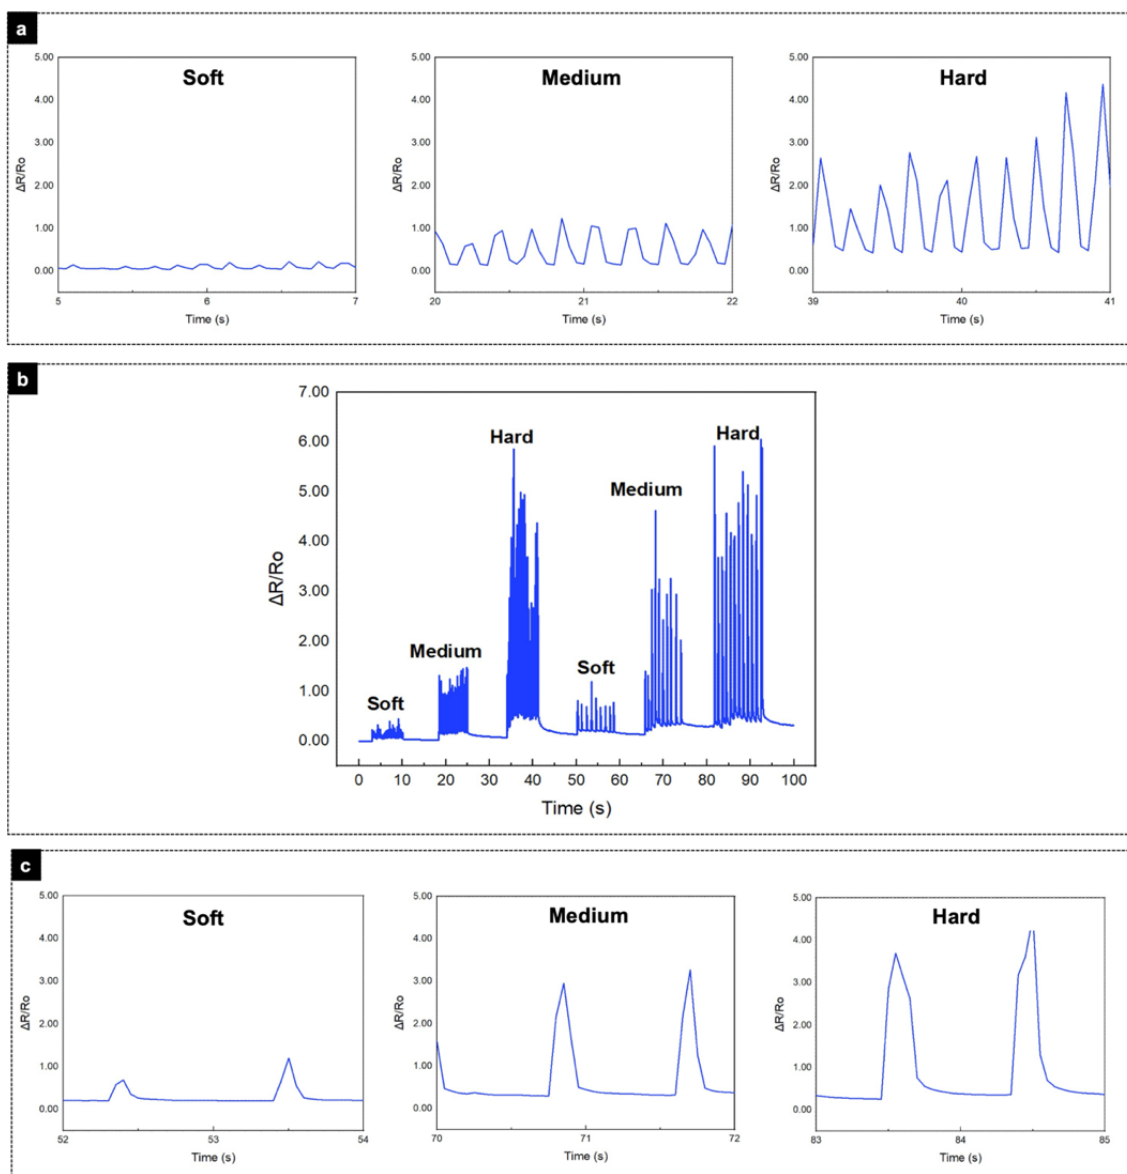 a
Soft
5.00
4.00
3.00
2.00
1.00
0.00
ΔR/Ro
5
6
7
Time (s)
Medium
5.00
4.00
3.00
2.00
1.00
0.00
ΔR/Ro
20
21
22
Time (s)
Hard
5.00
4.00
3.00
2.00
1.00
0.00
ΔR/Ro
39
40
41
Time (s)
b
7.00
6.00
5.00
4.00
3.00
2.00
1.00
0.00
ΔR/Ro
Soft
Medium
Hard
Soft
Medium
Hard
0 10 20 30 40 50 60 70 80 90 100
Time (s)
c
Soft
5.00
4.00
3.00
2.00
1.00
0.00
ΔR/Ro
52
53
54
Time (s)
Medium
5.00
4.00
3.00
2.00
1.00
0.00
ΔR/Ro
70
71
72
Time (s)
Hard
5.00
4.00
3.00
2.00
1.00
0.00
ΔR/Ro
83
84
85
Time (s)